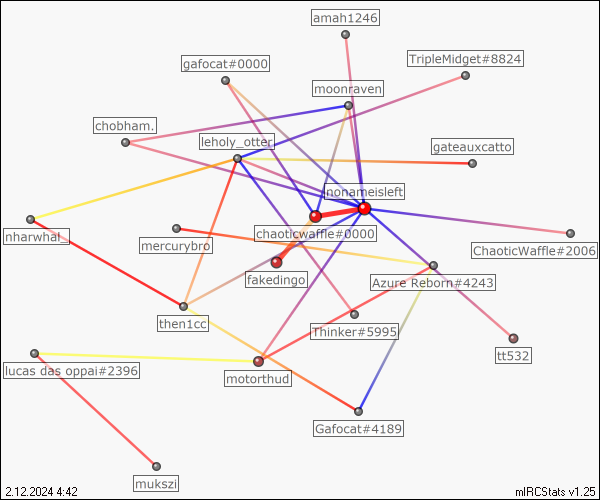 amah1246
gafocat#0000
TripleMidget#8824
moonraven
chobham.
leholy_otter
gateauxcatto
nonameisleft
nharwhal_
mercurybro
chaoticwaffle#0000
ChaoticWaffle#2006
fakedingo
Azure Reborn#4243
then1cc
Thinker#5995
tt532
lucas das oppai#2396
motorthud
Gafocat#4189
mukszi
2.12.2024 4:42
mIRCStats v1.25